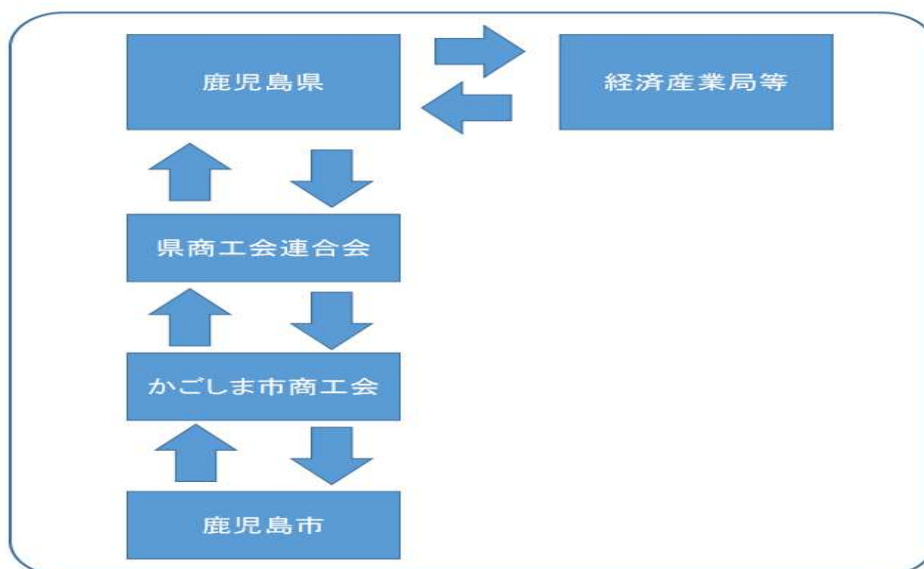 鹿児島県
経済産業局等
県商工会連合会
かごしま市商工会
鹿児島市